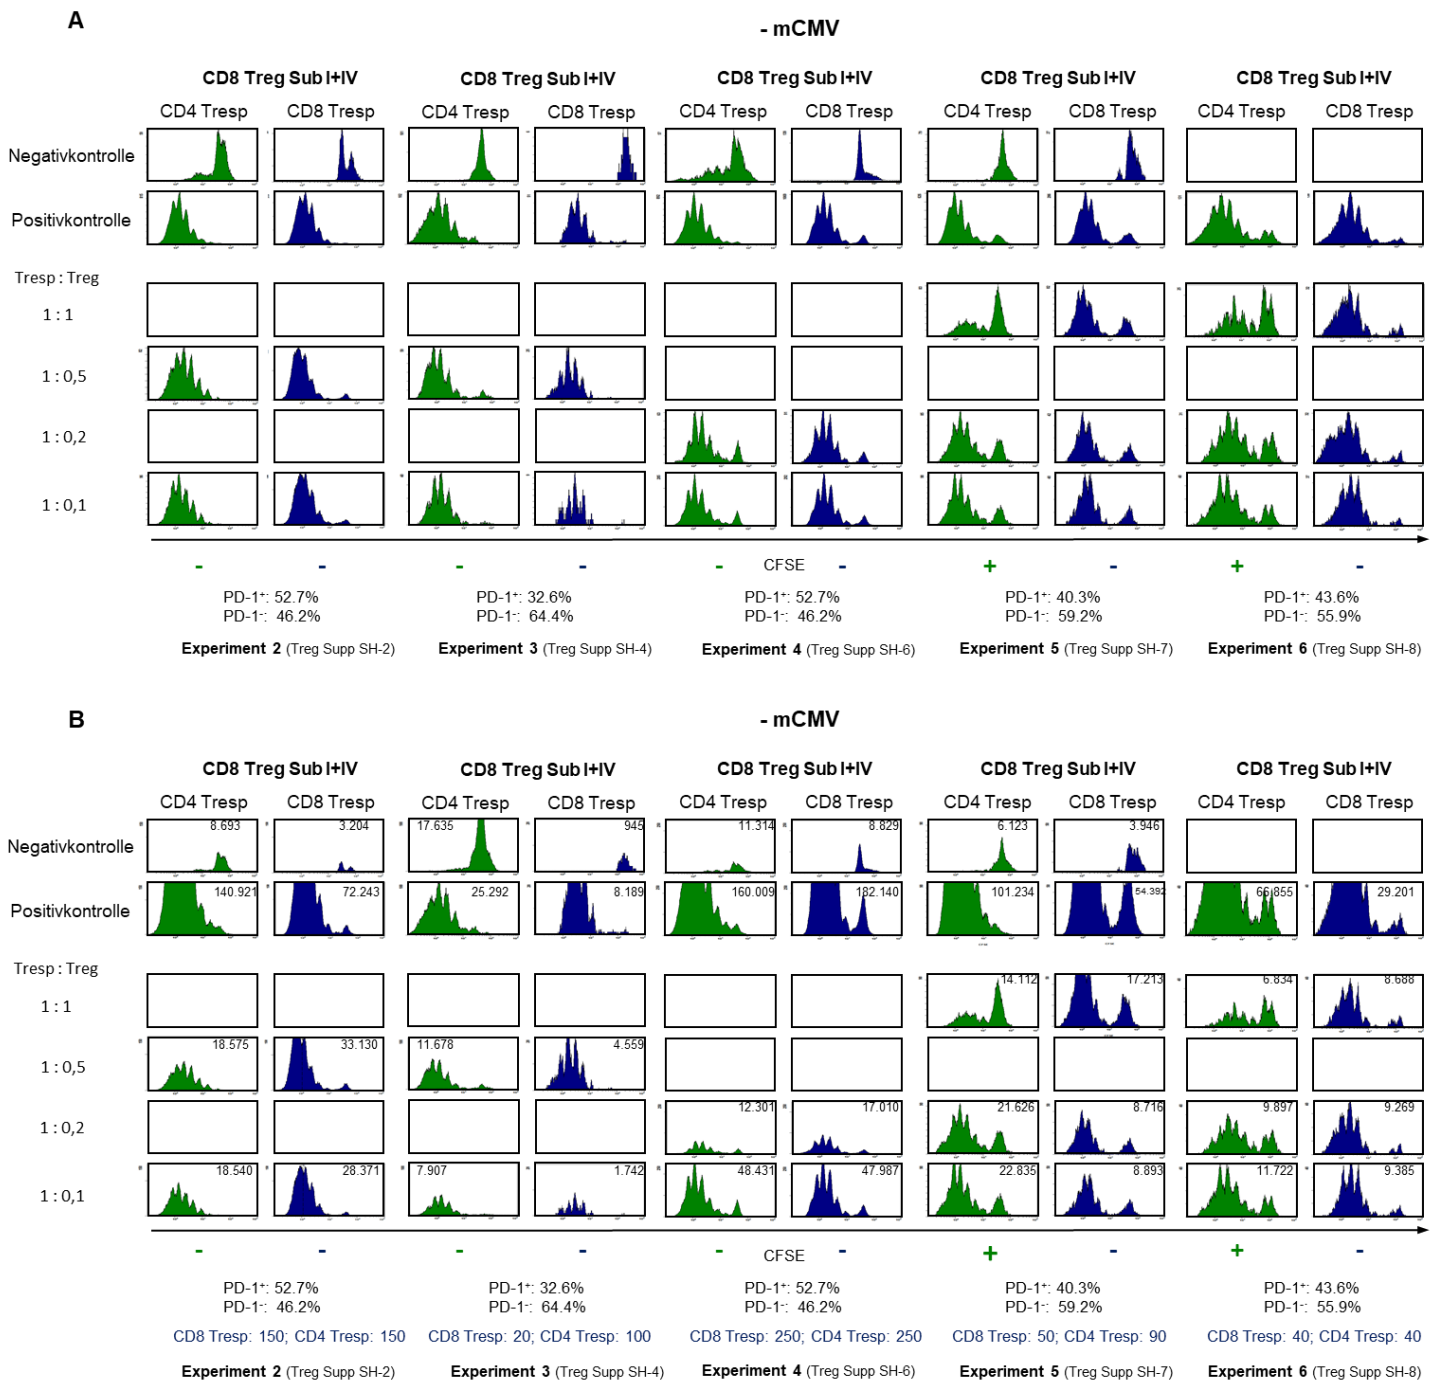 A
- mCMV
CD8 Treg Sub I+IV CD8 Treg Sub I+IV CD8 Treg Sub I+IV CD8 Treg Sub I+IV CD8 Treg Sub I+IV
CD4 Tresp CD8 Tresp CD4 Tresp CD8 Tresp CD4 Tresp CD8 Tresp CD4 Tresp CD8 Tresp CD4 Tresp CD8 Tresp
Negativkontrolle
Positivkontrolle
Tresp : Treg
1 : 1
1 : 0,5
1 : 0,2
1 : 0,1
- - - - - CFSE - + - + -
PD-1+: 52.7% PD-1+: 32.6% PD-1+: 52.7% PD-1+: 40.3% PD-1+: 43.6%
PD-1-: 46.2% PD-1-: 64.4% PD-1-: 46.2% PD-1-: 59.2% PD-1-: 55.9%
Experiment 2 (Treg Supp SH-2) Experiment 3 (Treg Supp SH-4) Experiment 4 (Treg Supp SH-6) Experiment 5 (Treg Supp SH-7) Experiment 6 (Treg Supp SH-8)
B
- mCMV
CD8 Treg Sub I+IV CD8 Treg Sub I+IV CD8 Treg Sub I+IV CD8 Treg Sub I+IV CD8 Treg Sub I+IV
CD4 Tresp CD8 Tresp CD4 Tresp CD8 Tresp CD4 Tresp CD8 Tresp CD4 Tresp CD8 Tresp CD4 Tresp CD8 Tresp
Negativkontrolle 8.693 3.204 17.635 945 11.314 8.829 6.123 3.946
Positivkontrolle 140.921 72.243 25.292 8.189 160.009 182.140 101.234 54.392 66.855 29.201
Tresp : Treg
1 : 1 14.112 17.213 6.834 8.688
1 : 0,5 18.575 33.130 11.678 4.559
1 : 0,2 12.301 17.010 21.626 8.716 9.897 9.269
1 : 0,1 18.540 28.371 7.907 1.742 48.431 47.987 22.835 8.893 11.722 9.385
- - - - - CFSE - + - + -
PD-1+: 52.7% PD-1+: 32.6% PD-1+: 52.7% PD-1+: 40.3% PD-1+: 43.6%
PD-1-: 46.2% PD-1-: 64.4% PD-1-: 46.2% PD-1-: 59.2% PD-1-: 55.9%
CD8 Tresp: 150; CD4 Tresp: 150 CD8 Tresp: 20; CD4 Tresp: 100 CD8 Tresp: 250; CD4 Tresp: 250 CD8 Tresp: 50; CD4 Tresp: 90 CD8 Tresp: 40; CD4 Tresp: 40
Experiment 2 (Treg Supp SH-2) Experiment 3 (Treg Supp SH-4) Experiment 4 (Treg Supp SH-6) Experiment 5 (Treg Supp SH-7) Experiment 6 (Treg Supp SH-8)